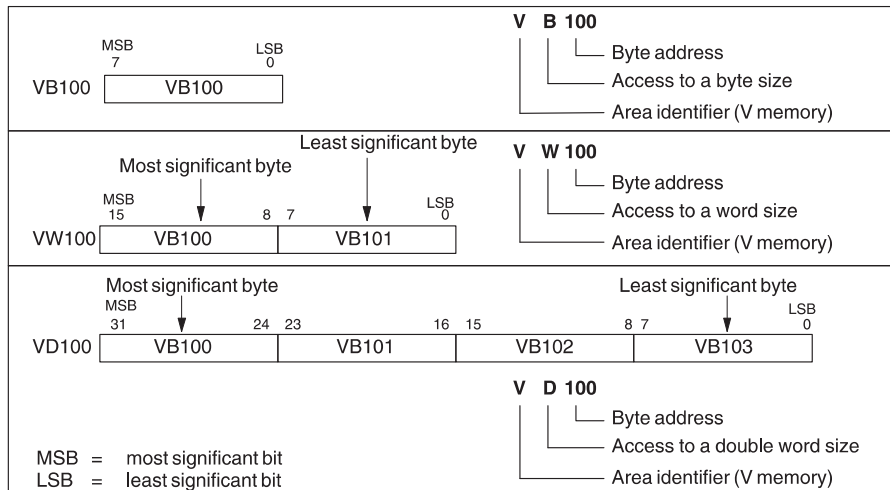 V B 100
MSB LSB
7 0
Byte address
VB100 VB100
Access to a byte size
Area identifier (V memory)
Least significant byte
V W 100
Most significant byte
Byte address
MSB LSB
15 8 7 0
Access to a word size
VW100 VB100 VB101
Area identifier (V memory)
Most significant byte Least significant byte
MSB LSB
31 24 23 16 15 8 7 0
VD100 VB100 VB101 VB102 VB103
V D 100
Byte address
Access to a double word size
Area identifier (V memory)
MSB = most significant bit
LSB = least significant bit